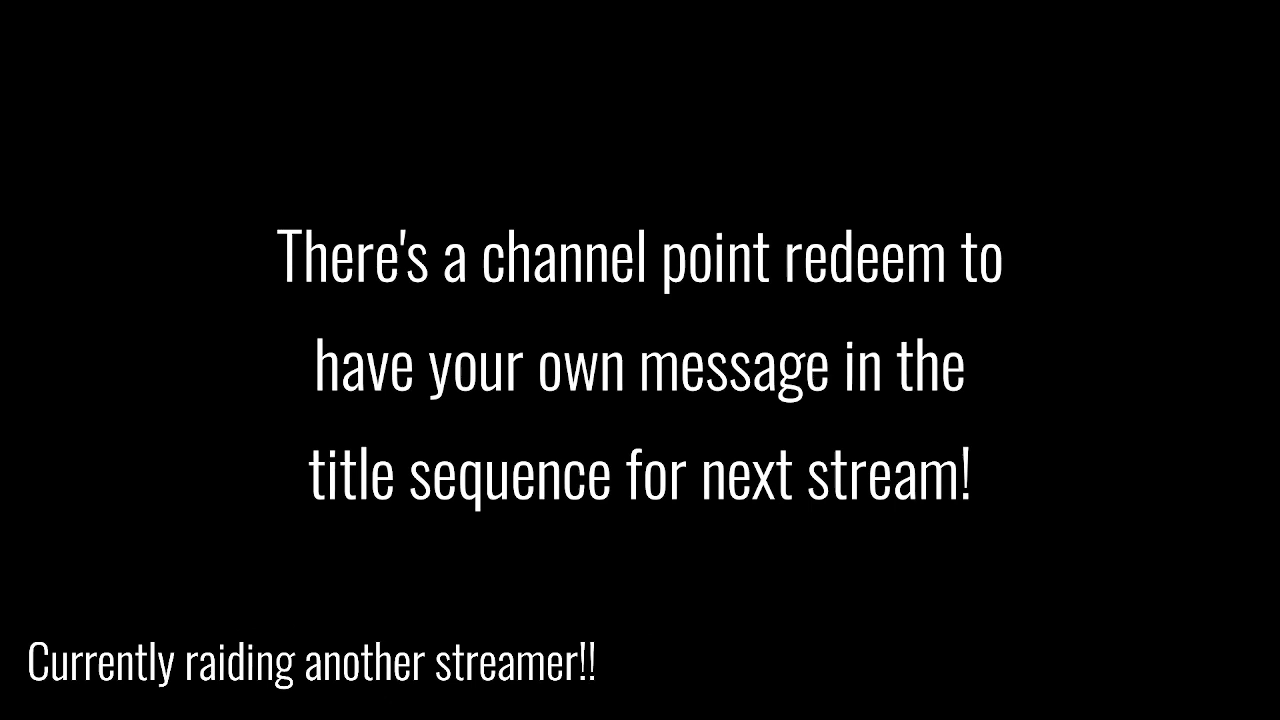 There's a channel point redeem to
have your own message in the
title sequence for next stream!
Currently raiding another streamer!!